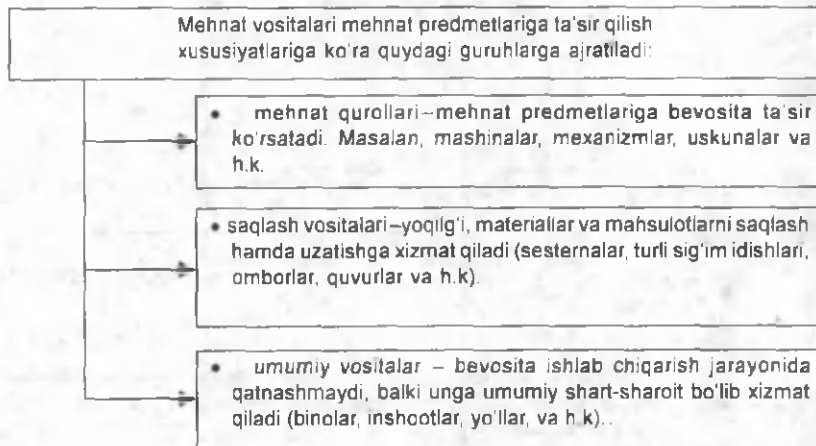 Mehnat vositalari mehnat predmetlariga ta'sir qilish
xususiyatlariga ko'ra quydagi guruhlarga ajratiladi:
• mehnat qurollari–mehnat predmetlariga bevosita ta'sir
ko'rsatadi. Masalan, mashinalar, mexanizmlar, uskunalar va
h.k.
• saqlash vositalari–yoqilg'i, materiallar va mahsulotlarni saqlash
hamda uzatishga xizmat qiladi (sesternalar, turli sig'im idishlari,
omborlar, quvurlar va h.k).
• umumiy vositalar – bevosita ishlab chiqarish jarayonida
qatnashmaydi, balki unga umumiy shart-sharoit bo'lib xizmat
qiladi (binolar, inshootlar, yo'llar, va h.k)..